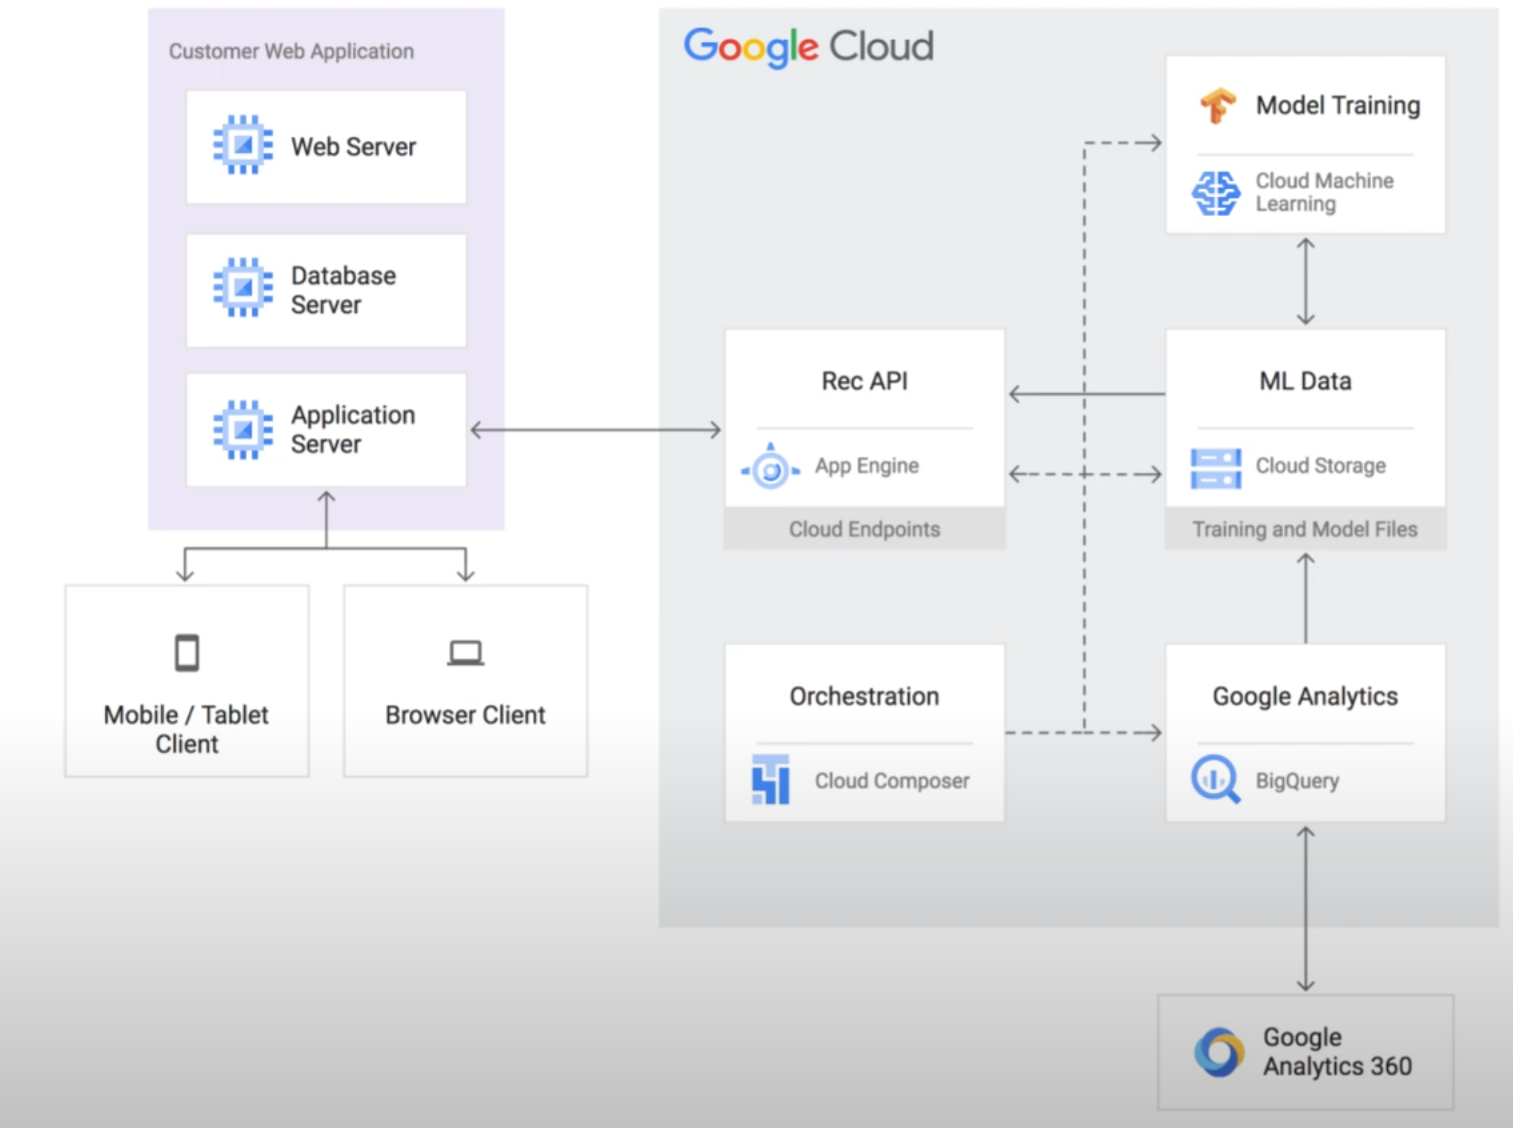 Customer Web Application
Web Server
Database
Server
Application
Server
Mobile / Tablet
Client
Browser Client
Google Cloud
Model Training
Cloud Machine
Learning
Rec API
App Engine
Cloud Endpoints
ML Data
Cloud Storage
Training and Model Files
Orchestration
Cloud Composer
Google Analytics
BigQuery
Google
Analytics 360